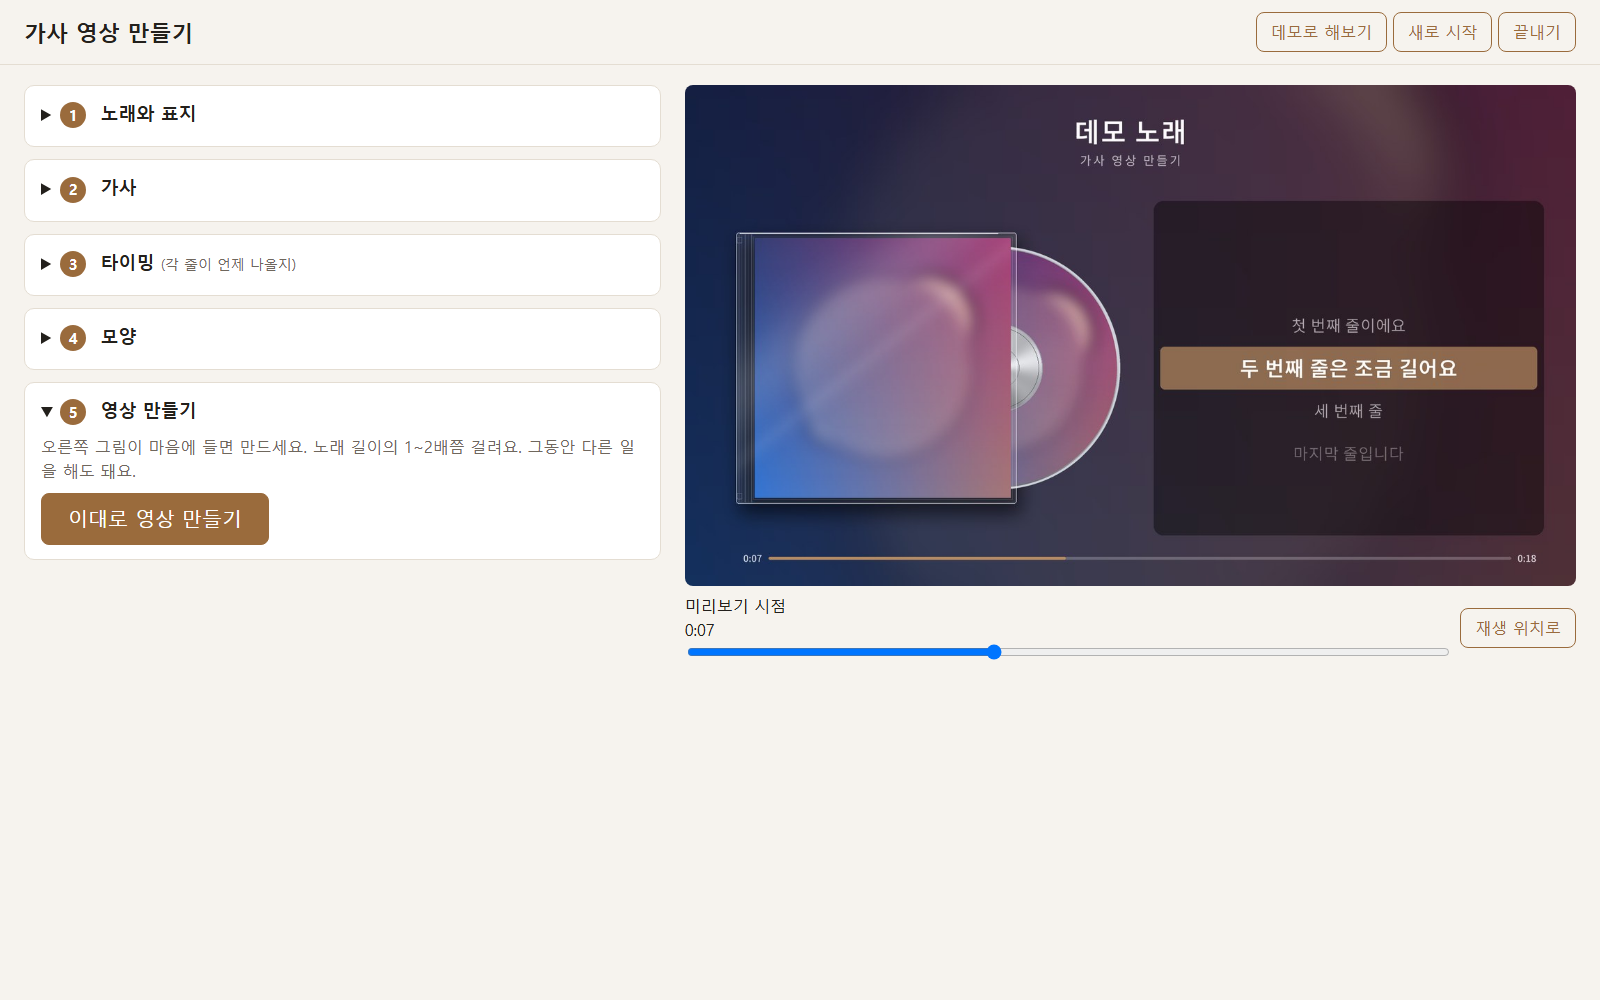 가사 영상 만들기
데모로 해보기
새로 시작
끝내기
1 노래와 표지
2 가사
3 타이밍 (각 줄이 언제 나올지)
4 모양
5 영상 만들기
오른쪽 그림이 마음에 들면 만드세요. 노래 길이의 1~2배쯤 걸려요. 그동안 다른 일
을 해도 돼요.
이대로 영상 만들기
데모 노래
가사 영상 만들기
첫 번째 줄이에요
두 번째 줄은 조금 길어요
세 번째 줄
마지막 줄입니다
0:07
0:18
미리보기 시점
0:07
재생 위치로